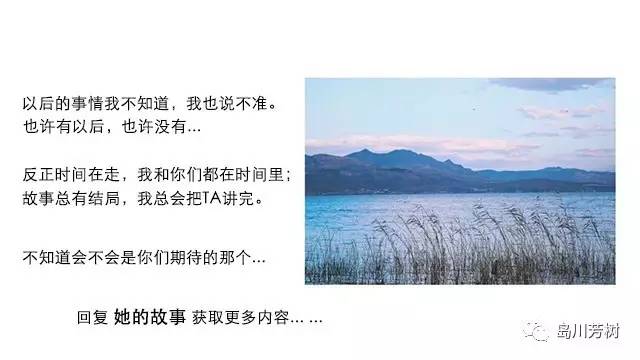 以后的事情我不知道，我也说不准。
也许有以后，也许没有...
反正时间在走，我和你们都在时间里；
故事总有结局，我总会把TA讲完。
不知道会不会是你们期待的那个...
回复 她的故事 获取更多内容... ...
岛川芳树